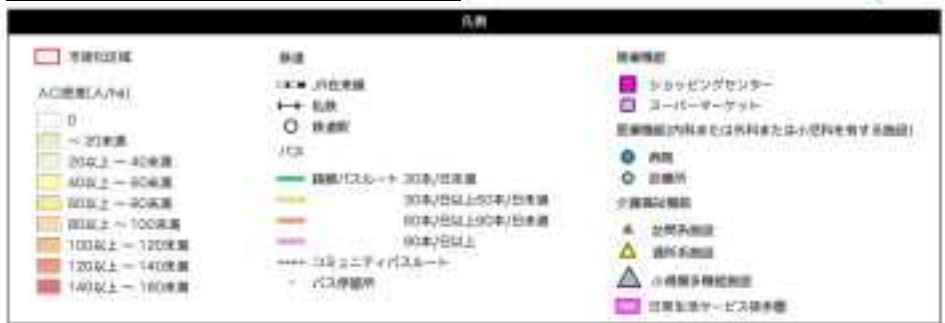 凡例
市街化区域
人口密度(人/ha)
0
～20未満
20以上～40未満
40以上～60未満
60以上～80未満
80以上～100未満
100以上～120未満
120以上～140未満
140以上～160未満
鉄道
JR在来線
私鉄
鉄道駅
バス
路線バスルート 30本/日未満
30本/日以上60本/日未満
60本/日以上90本/日未満
90本/日以上
コミュニティバスルート
バス停留所
商業機能
ショッピングセンター
スーパーマーケット
医療機能(内科または外科または小児科を有する施設)
病院
診療所
介護福祉機能
訪問系施設
通所系施設
小規模多機能施設
日常生活サービス徒歩圏